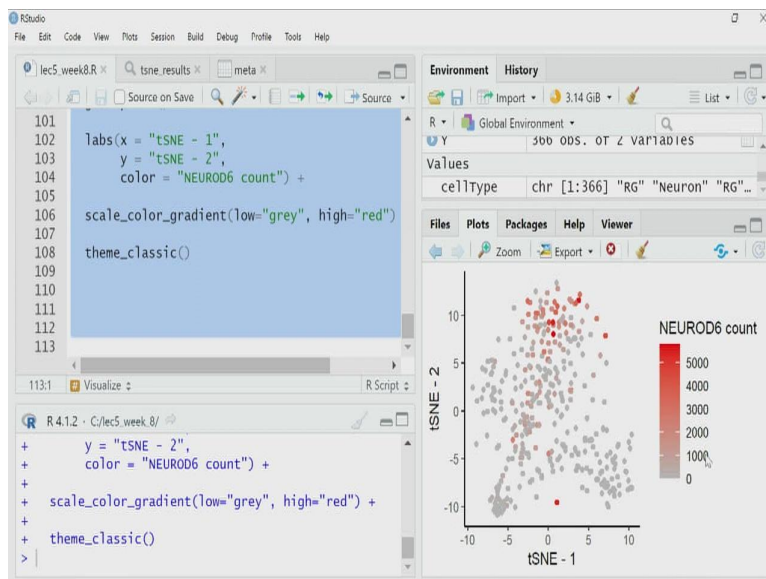 RStudio
File Edit Code View Plots Session Build Debug Profile Tools Help
lec5_week8.R tsne_results meta
Source on Save Source
101
102 labs(x = "tSNE - 1",
103 y = "tSNE - 2",
104 color = "NEUROD6 count") +
105
106 scale_color_gradient(low="grey", high="red")
107
108 theme_classic()
109
110
111
112
113
113:1 Visualize R Script
R 4.1.2 · C:/lec5_week_8/
+ y = "tSNE - 2",
+ color = "NEUROD6 count") +
+
+ scale_color_gradient(low="grey", high="red") +
+
+ theme_classic()
>
Environment History
Import 3.14 GiB List
R Global Environment
Y 366 obs. of 2 variables
Values
cellType chr [1:366] "RG" "Neuron" "RG"…
Files Plots Packages Help Viewer
Zoom Export
NEUROD6 count
5000
4000
3000
2000
1000
0
tSNE - 2
10
5
0
-5
-10
-10 -5 0 5 10
tSNE - 1